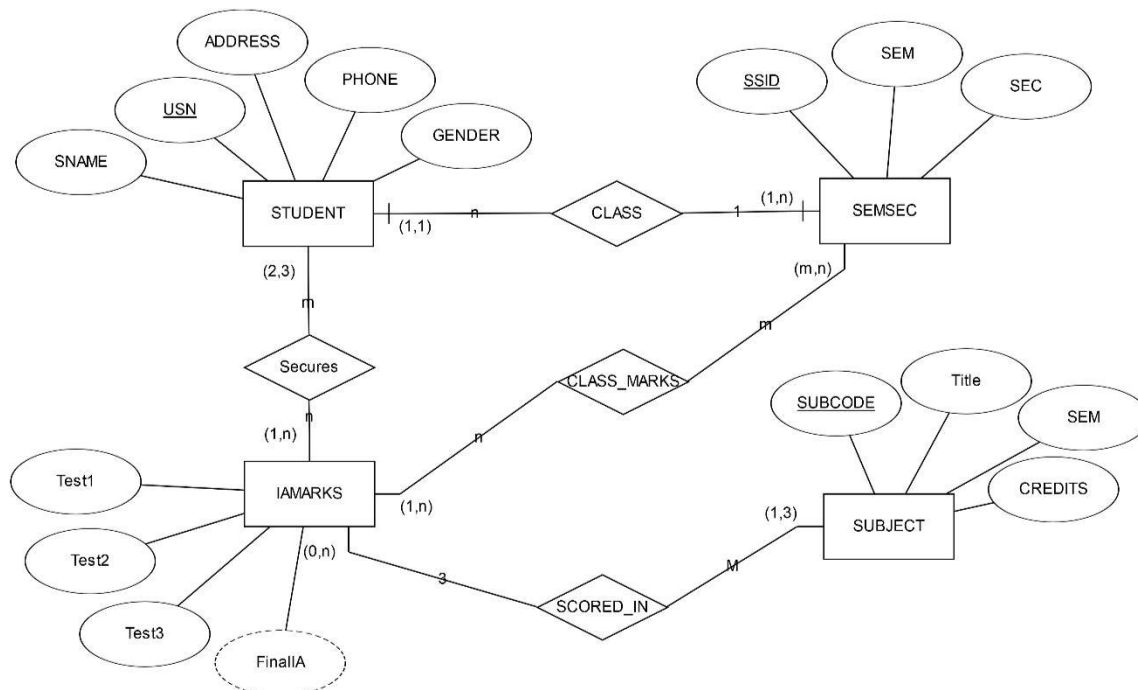 ADDRESS
SEM
PHONE
SSID
SEC
USN
GENDER
SNAME
STUDENT
n
CLASS
1
(1,n)
SEMSEC
(1,1)
(2,3)
(m,n)
m
m
Secures
CLASS_MARKS
Title
SUBCODE
SEM
n
(1,n)
n
Test1
IAMARKS
CREDITS
(1,n)
(1,3)
SUBJECT
(0,n)
Test2
3
M
SCORED_IN
Test3
FinalIA